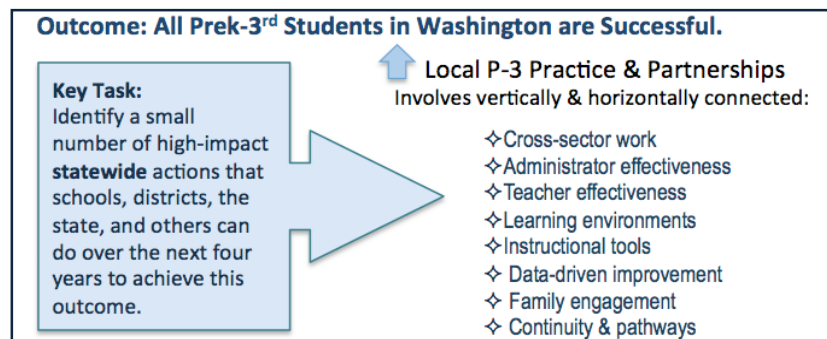 Outcome: All Prek-3rd Students in Washington are Successful.
Key Task:
Identify a small
number of high-impact
statewide actions that
schools, districts, the
state, and others can
do over the next four
years to achieve this
outcome.
Local P-3 Practice & Partnerships
Involves vertically & horizontally connected:
✧Cross-sector work
✧Administrator effectiveness
✧Teacher effectiveness
✧Learning environments
✧Instructional tools
✧ Data-driven improvement
✧ Family engagement
✧ Continuity & pathways